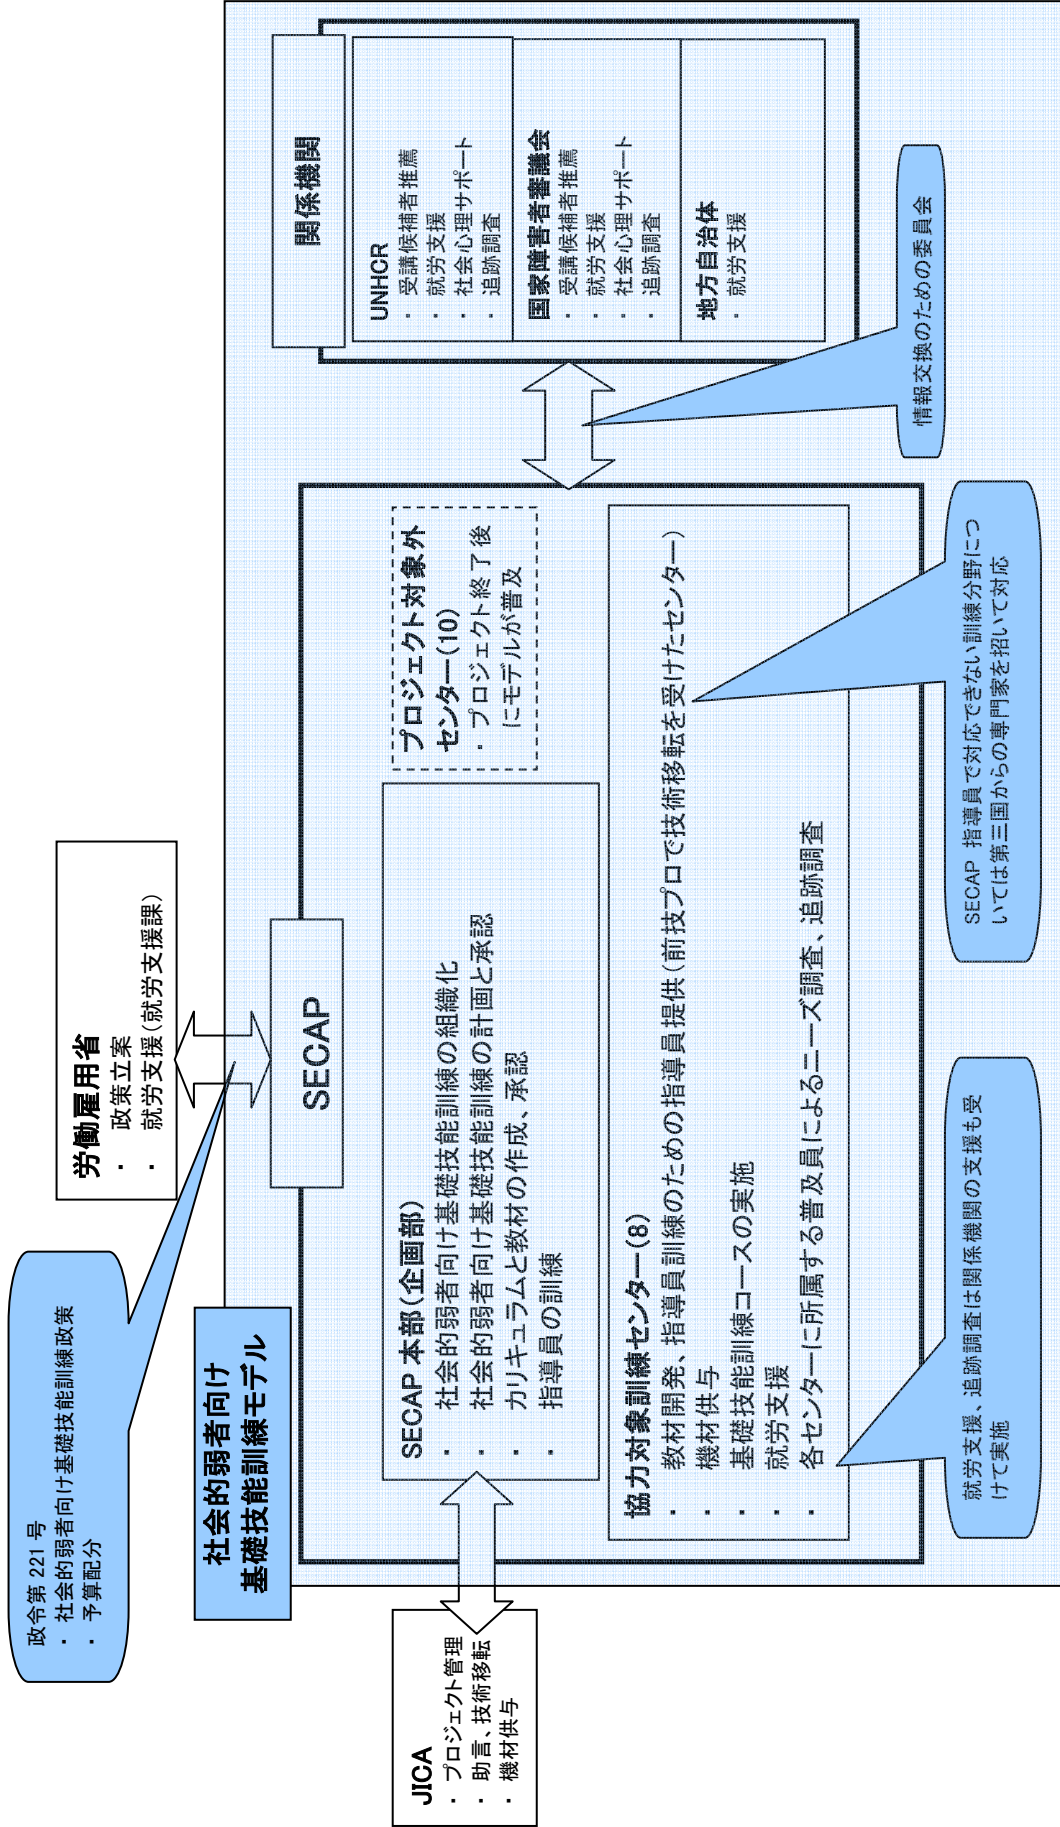 政令第 221 号
・ 社会的弱者向け基礎技能訓練政策
・ 予算配分
労働雇用省
・ 政策立案
・ 就労支援(就労支援課)
社会的弱者向け
基礎技能訓練モデル
JICA
・ プロジェクト管理
・ 助言、技術移転
・ 機材供与
SECAP
SECAP 本部(企画部)
・ 社会的弱者向け基礎技能訓練の組織化
・ 社会的弱者向け基礎技能訓練の計画と承認
・ カリキュラムと教材の作成、承認
・ 指導員の訓練
プロジェクト対象外
センター(10)
・ プロジェクト終了後
にモデルが普及
協力対象訓練センター(8)
・ 教材開発、指導員訓練のための指導員提供(前技プロで技術移転を受けたセンター)
・ 機材供与
・ 基礎技能訓練コースの実施
・ 就労支援
・ 各センターに所属する普及員によるニーズ調査、追跡調査
関係機関
UNHCR
・ 受講候補者推薦
・ 就労支援
・ 社会心理サポート
・ 追跡調査
国家障害者審議会
・ 受講候補者推薦
・ 就労支援
・ 社会心理サポート
・ 追跡調査
地方自治体
・ 就労支援
情報交換のための委員会
就労支援、追跡調査は関係機関の支援も受
けて実施
SECAP 指導員で対応できない訓練分野につ
いては第三国からの専門家を招いて対応